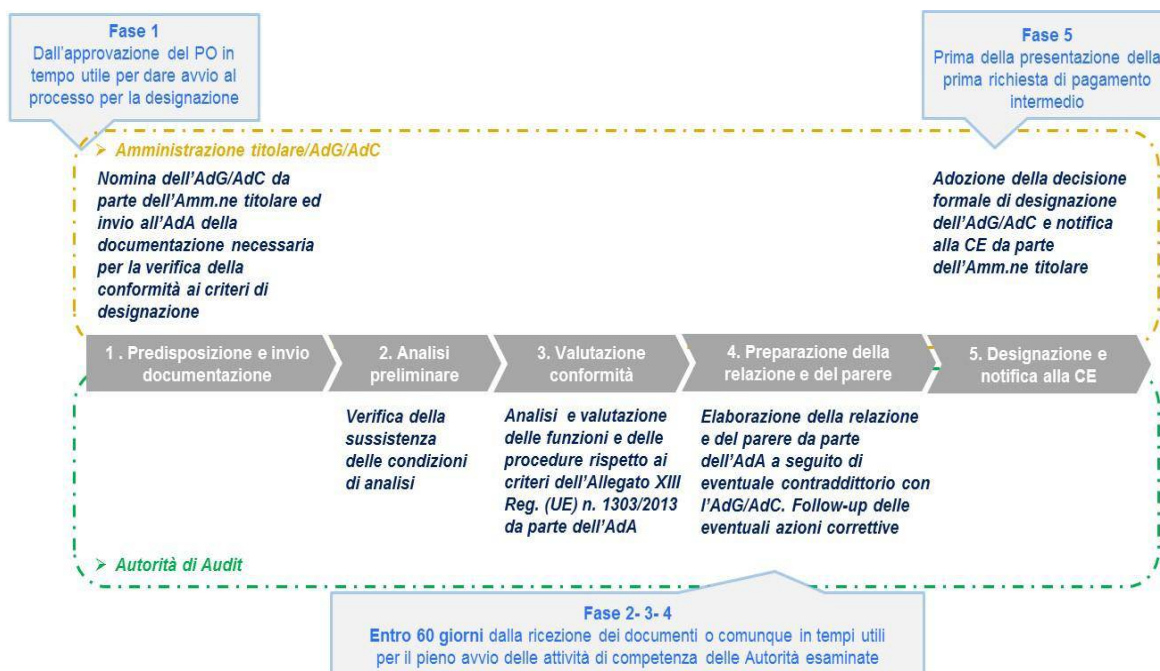 Fase 1
Dall'approvazione del PO in
tempo utile per dare avvio al
processo per la designazione
Fase 5
Prima della presentazione della
prima richiesta di pagamento
intermedio
➢ Amministrazione titolare/AdG/AdC
Nomina dell'AdG/AdC da
parte dell'Amm.ne titolare ed
invio all'AdA della
documentazione necessaria
per la verifica della
conformità ai criteri di
designazione
Adozione della decisione
formale di designazione
dell'AdG/AdC e notifica
alla CE da parte
dell'Amm.ne titolare
1 . Predisposizione e invio
documentazione
2. Analisi
preliminare
3. Valutazione
conformità
4. Preparazione della
relazione e del parere
5. Designazione e
notifica alla CE
Verifica della
sussistenza
delle condizioni
di analisi
Analisi e valutazione
delle funzioni e delle
procedure rispetto ai
criteri dell'Allegato XIII
Reg. (UE) n. 1303/2013
da parte dell'AdA
Elaborazione della relazione
e del parere da parte
dell'AdA a seguito di
eventuale contraddittorio con
l'AdG/AdC. Follow-up delle
eventuali azioni correttive
➢ Autorità di Audit
Fase 2- 3- 4
Entro 60 giorni dalla ricezione dei documenti o comunque in tempi utili
per il pieno avvio delle attività di competenza delle Autorità esaminate